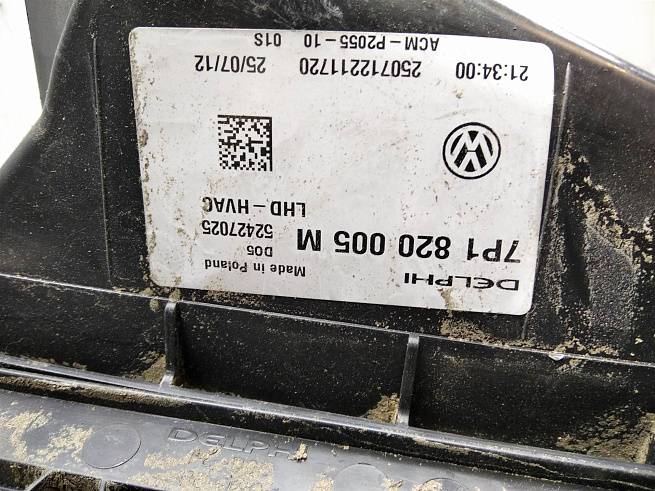 DELPHI
Made in Poland
7P1 820 005 M
D05
52427025
LHD-HVAC
21:34:00
250712211720
25/07/12
ACM-P2055-10
01S
DELPHI